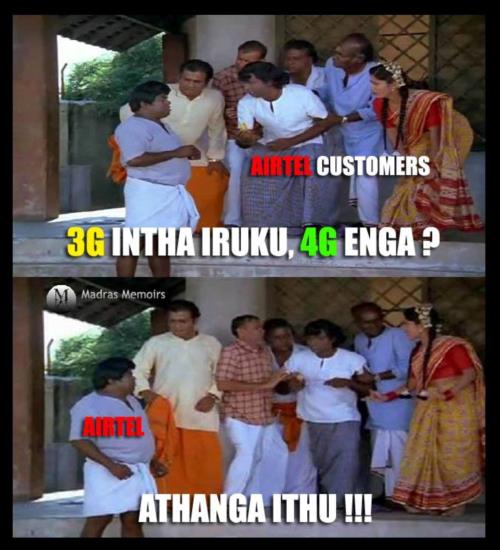 AIRTEL CUSTOMERS
3G INTHA IRUKU, 4G ENGA ?
M Madras Memoirs
AIRTEL
ATHANGA ITHU !!!